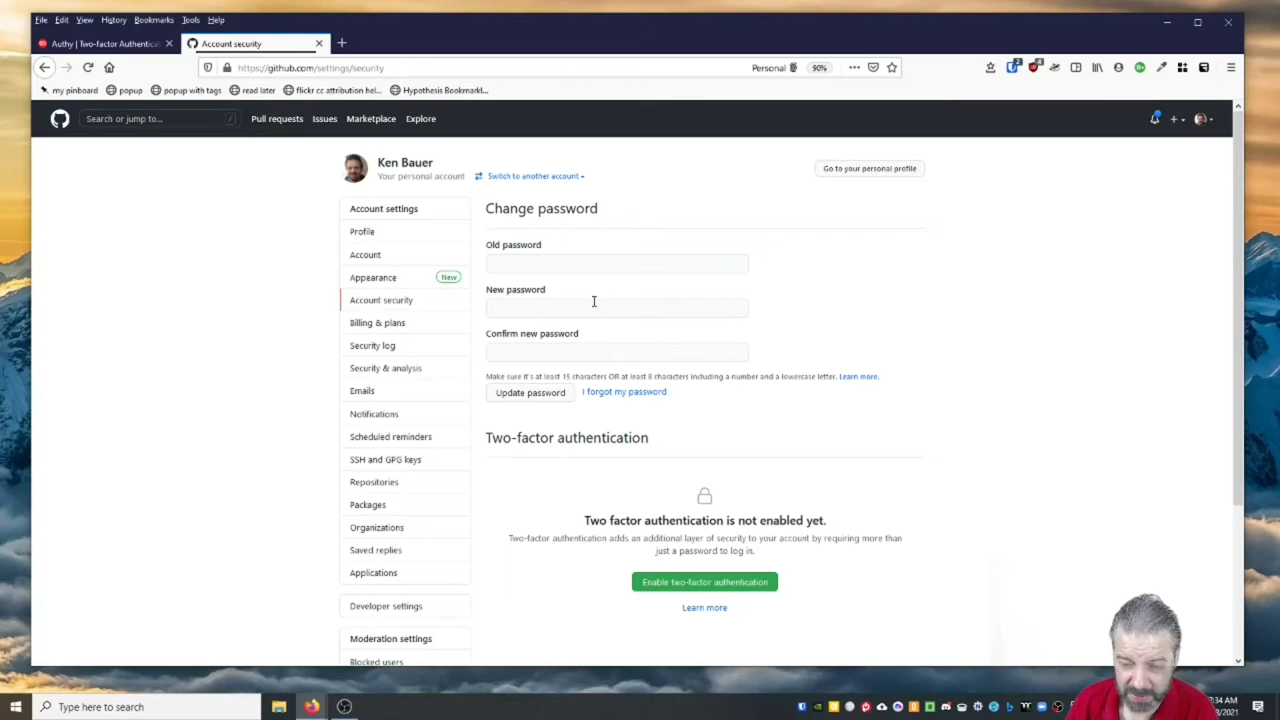 File Edit View History Bookmarks Tools Help
Authy | Two-factor Authenticat
Account security
https://github.com/settings/security
Personal
90%
my pinboard
popup
popup with tags
read later
flickr cc attribution hel...
Hypothesis Bookmarkl...
Search or jump to...
/
Pull requests
Issues
Marketplace
Explore
Ken Bauer
Your personal account
Switch to another account
Go to your personal profile
Account settings
Profile
Account
Appearance
New
Account security
Billing & plans
Security log
Security & analysis
Emails
Notifications
Scheduled reminders
SSH and GPG keys
Repositories
Packages
Organizations
Saved replies
Applications
Developer settings
Moderation settings
Blocked users
Change password
Old password
New password
Confirm new password
Make sure it's at least 15 characters OR at least 8 characters including a number and a lowercase letter. Learn more.
Update password
I forgot my password
Two-factor authentication
Two factor authentication is not enabled yet.
Two-factor authentication adds an additional layer of security to your account by requiring more than
just a password to log in.
Enable two-factor authentication
Learn more
Type here to search
:34 AM
/2021